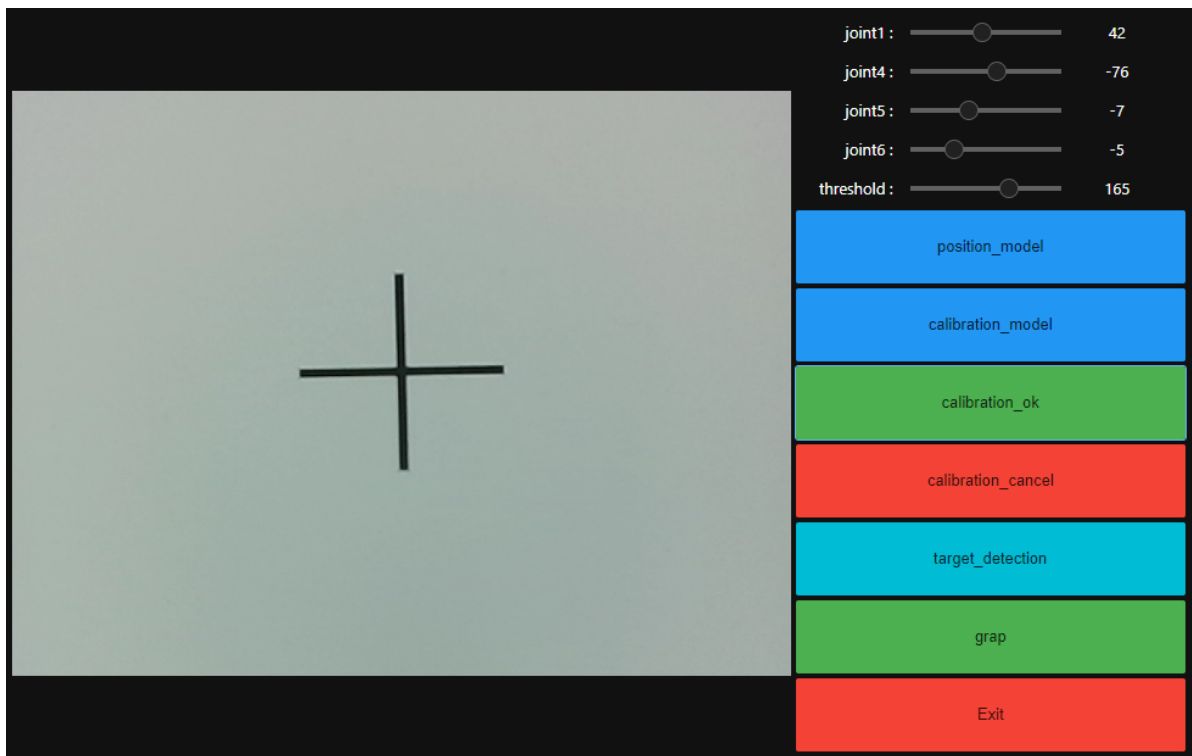 joint1 : 42
joint4 : -76
joint5 : -7
joint6 : -5
threshold : 165
position_model
calibration_model
calibration_ok
calibration_cancel
target_detection
grap
Exit